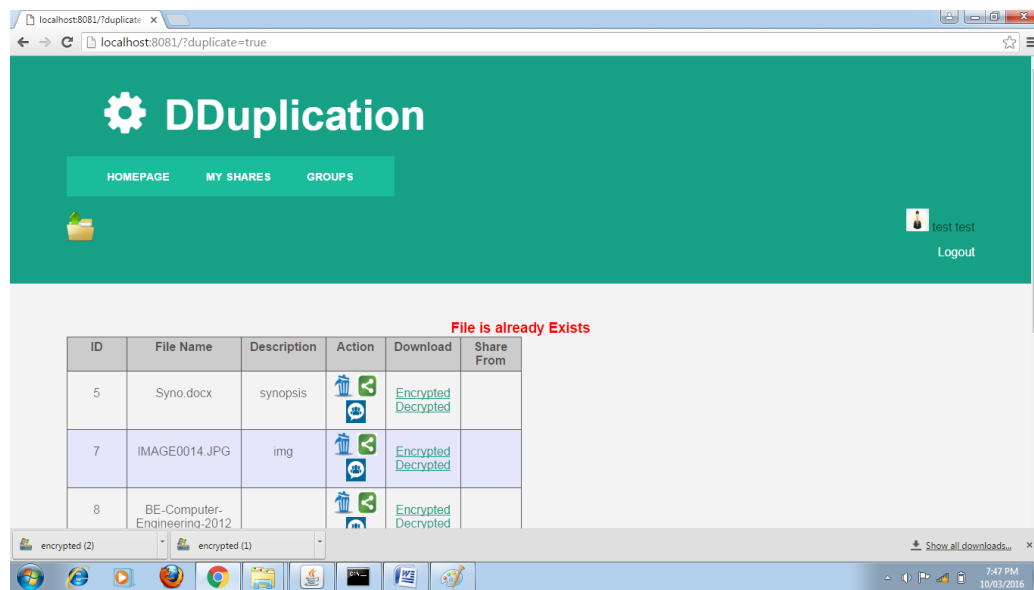 localhost:8081/?duplicate
localhost:8081/?duplicate=true
DDuplication
HOMEPAGE MY SHARES GROUPS
test test
Logout
File is already Exists
ID File Name Description Action Download Share From
5 Syno.docx synopsis Encrypted
Decrypted
7 IMAGE0014.JPG img Encrypted
Decrypted
8 BE-Computer- Encrypted
Engineering-2012 Decrypted
encrypted (2) encrypted (1) Show all downloads...
7:47 PM
10/03/2016